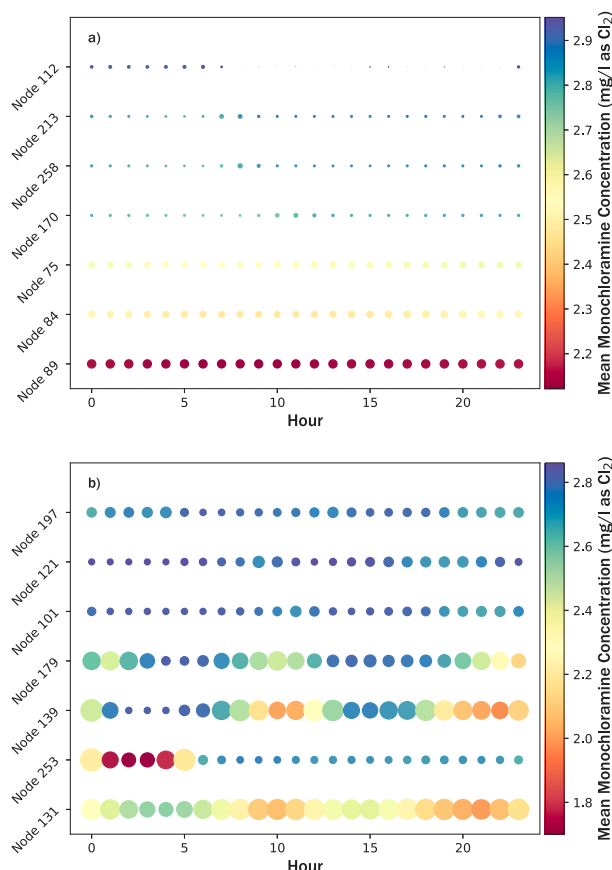 a)
Node 112
Node 213
Node 258
Node 170
Node 75
Node 84
Node 89
0 5 10 15 20
Hour
2.9
2.8
2.7
2.6
2.5
2.4
2.3
2.2
Mean Monochloramine Concentration (mg/l as Cl₂)
b)
Node 197
Node 121
Node 101
Node 179
Node 139
Node 253
Node 131
0 5 10 15 20
Hour
2.8
2.6
2.4
2.2
2.0
1.8
Mean Monochloramine Concentration (mg/l as Cl₂)